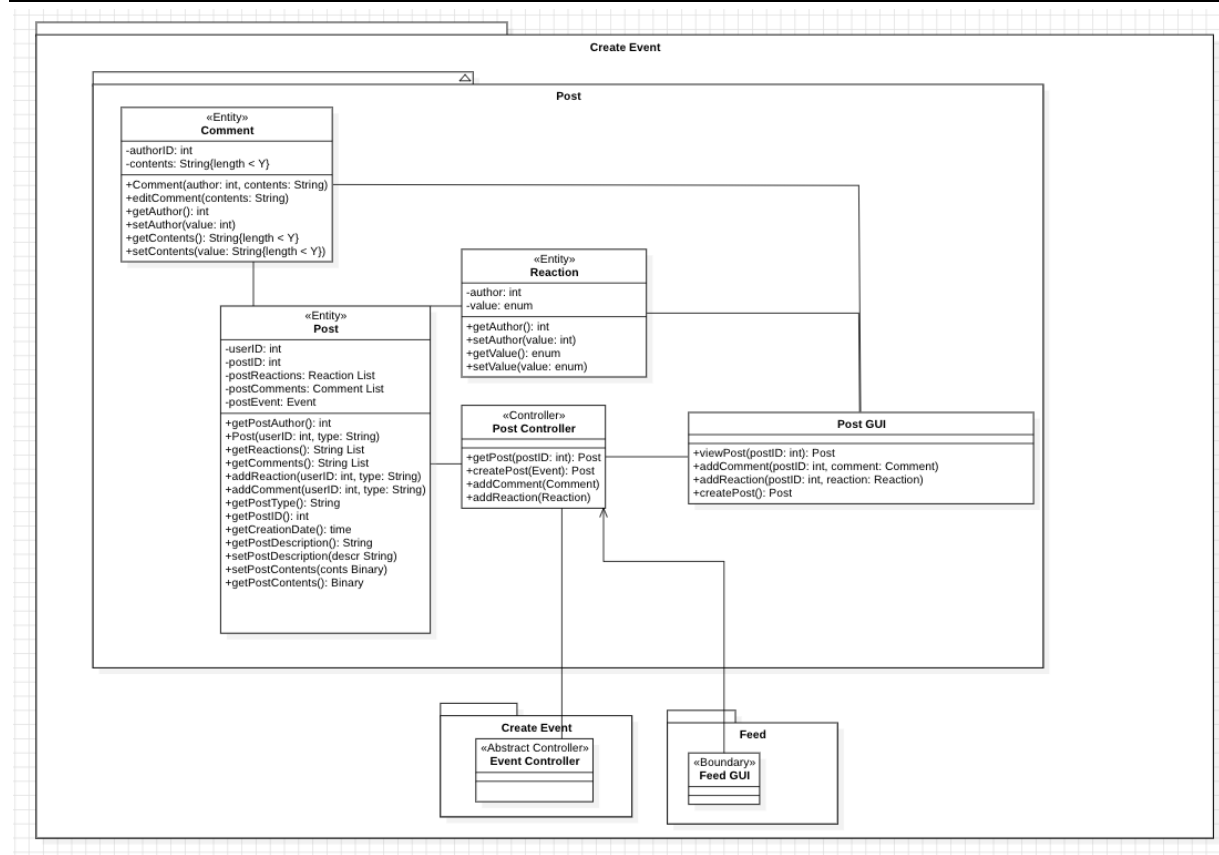 Create Event
Post
«Entity»
Comment
-authorID: int
-contents: String{length < Y}
+Comment(author: int, contents: String)
+editComment(contents: String)
+getAuthor(): int
+setAuthor(value: int)
+getContents(): String{length < Y}
+setContents(value: String{length < Y})
«Entity»
Reaction
-author: int
-value: enum
+getAuthor(): int
+setAuthor(value: int)
+getValue(): enum
+setValue(value: enum)
«Entity»
Post
-userID: int
-postID: int
-postReactions: Reaction List
-postComments: Comment List
-postEvent: Event
+getPostAuthor(): int
+Post(userID: int, type: String)
+getReactions(): String List
+getComments(): String List
+addReaction(userID: int, type: String)
+addComment(userID: int, type: String)
+getPostType(): String
+getPostID(): int
+getCreationDate(): time
+getPostDescription(): String
+setPostDescription(descr String)
+setPostContents(conts Binary)
+getPostContents(): Binary
«Controller»
Post Controller
+getPost(postID: int): Post
+createPost(Event): Post
+addComment(Comment)
+addReaction(Reaction)
Post GUI
+viewPost(postID: int): Post
+addComment(postID: int, comment: Comment)
+addReaction(postID: int, reaction: Reaction)
+createPost(): Post
Create Event
«Abstract Controller»
Event Controller
Feed
«Boundary»
Feed GUI